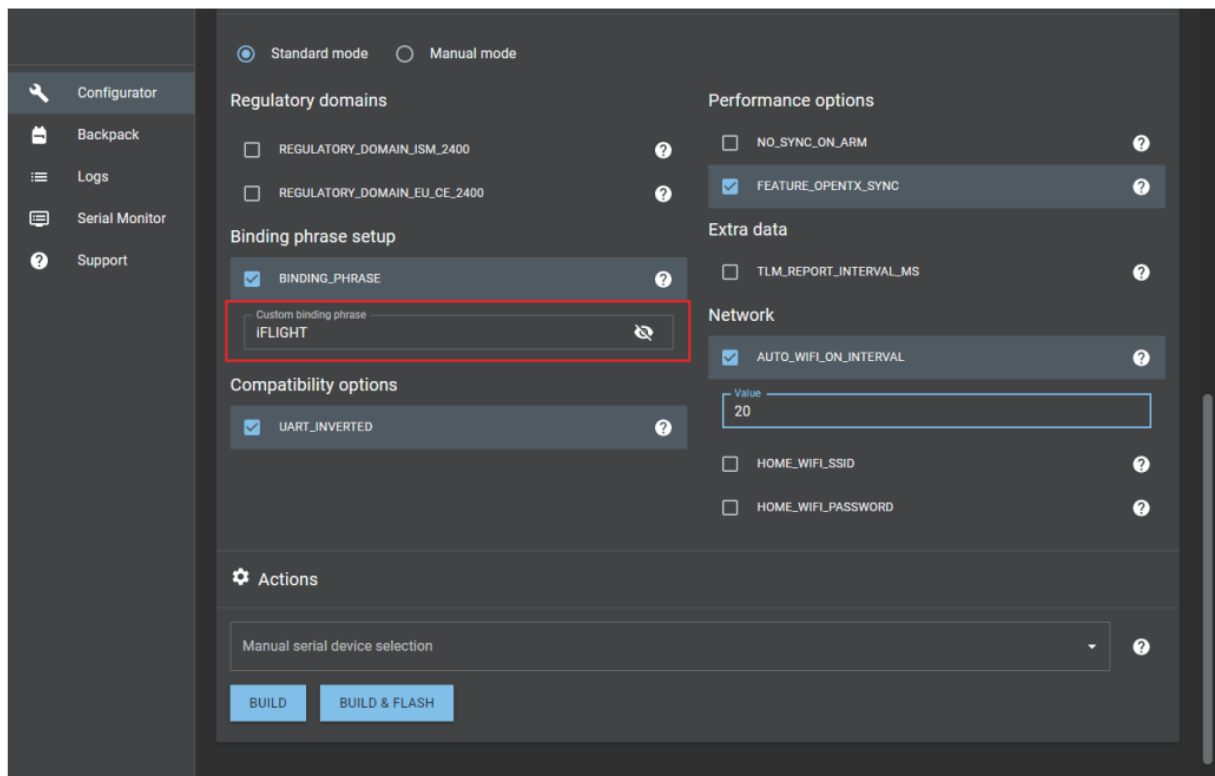 Standard mode
Manual mode
Configurator
Backpack
Logs
Serial Monitor
Support
Regulatory domains
REGULATORY_DOMAIN_ISM_2400
REGULATORY_DOMAIN_EU_CE_2400
Binding phrase setup
BINDING_PHRASE
Custom binding phrase
iFLIGHT
Compatibility options
UART_INVERTED
Performance options
NO_SYNC_ON_ARM
FEATURE_OPENTX_SYNC
Extra data
TLM_REPORT_INTERVAL_MS
Network
AUTO_WIFI_ON_INTERVAL
Value
20
HOME_WIFI_SSID
HOME_WIFI_PASSWORD
Actions
Manual serial device selection
BUILD
BUILD & FLASH